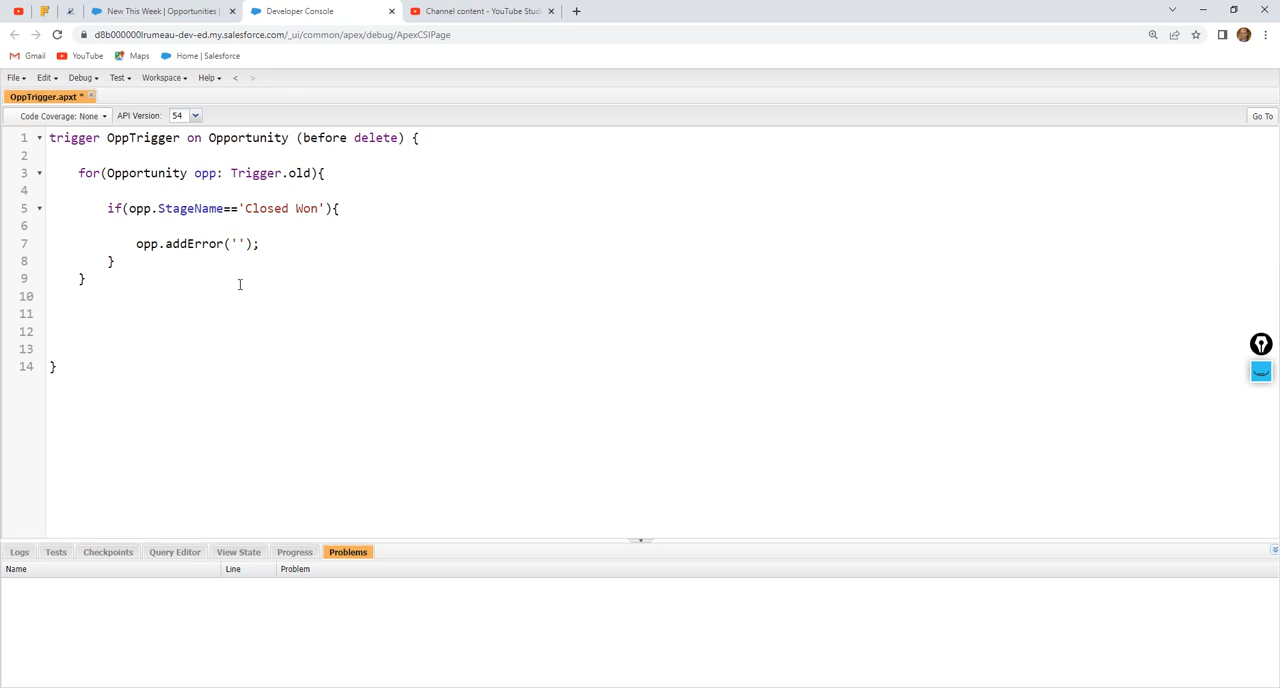 New This Week | Opportunities |
Developer Console
Channel content - YouTube Studi
d8b000000lrumeau-dev-ed.my.salesforce.com/_ui/common/apex/debug/ApexCSIPage
Gmail YouTube Maps Home | Salesforce
File Edit Debug Test Workspace Help < >
OppTrigger.apxt *
Code Coverage: None API Version: 54 Go To
1 trigger OppTrigger on Opportunity (before delete) {
2
3 for(Opportunity opp: Trigger.old){
4
5 if(opp.StageName=='Closed Won'){
6
7 opp.addError('');
8 }
9 }
10
11
12
13
14 }
Logs Tests Checkpoints Query Editor View State Progress Problems
Name Line Problem